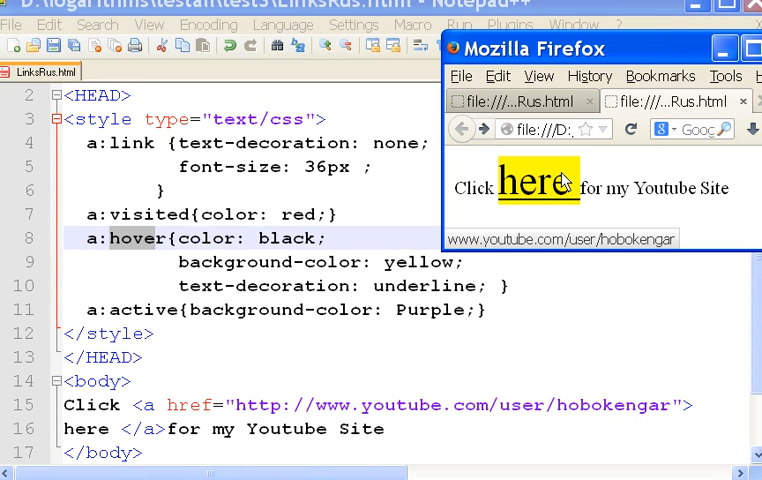 D:\logarithms\testall\test3\LinksRus.html - Notepad++
File Edit Search View Encoding Language Settings Macro Run Plugins Window ?
LinksRus.html
2 <HEAD>
3 <style type="text/css">
4 a:link {text-decoration: none;
5 font-size: 36px ;
6 }
7 a:visited{color: red;}
8 a:hover{color: black;
9 background-color: yellow;
10 text-decoration: underline; }
11 a:active{background-color: Purple;}
12 </style>
13 </HEAD>
14 <body>
15 Click <a href="http://www.youtube.com/user/hobokengar">
16 here </a>for my Youtube Site
17 </body>
Mozilla Firefox
File Edit View History Bookmarks Tools
file:///...Rus.html × file:///...Rus.html ×
file:///D: Goog
Click here for my Youtube Site
www.youtube.com/user/hobokengar